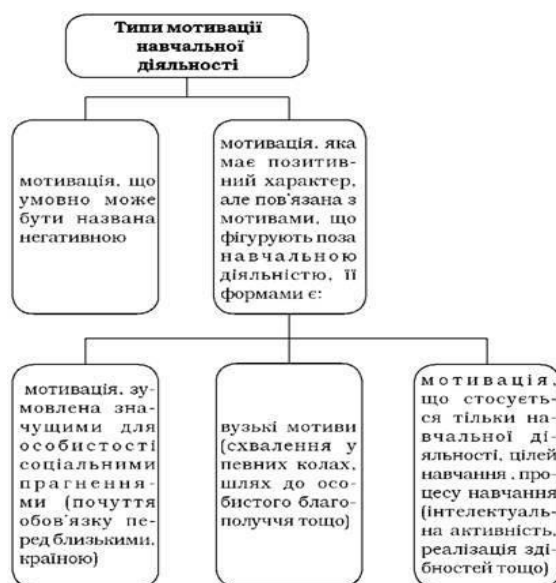 Типи мотивації
навчальної
діяльності
мотивація, що
умовно може
бути названа
негативною
мотивація, яка
має позитив-
ний характер,
але пов'язана з
мотивами, що
фігурують поза
навчальною
діяльністю, її
формами є:
мотивація, зу-
мовлена зна-
чущими для
особистості
соціальними
прагнення-
ми (почуття
обов'язку пе-
ред близькими,
країною)
вузькі мотиви
(схвалення у
певних колах,
шлях до осо-
бистого благо-
получчя тощо)
мотивація,
що стосуєть-
ся тільки на-
вчальної ді-
яльності, цілей
навчання, про-
цесу навчання
(інтелектуаль-
на активність,
реалізація здіб-
ностей тощо)